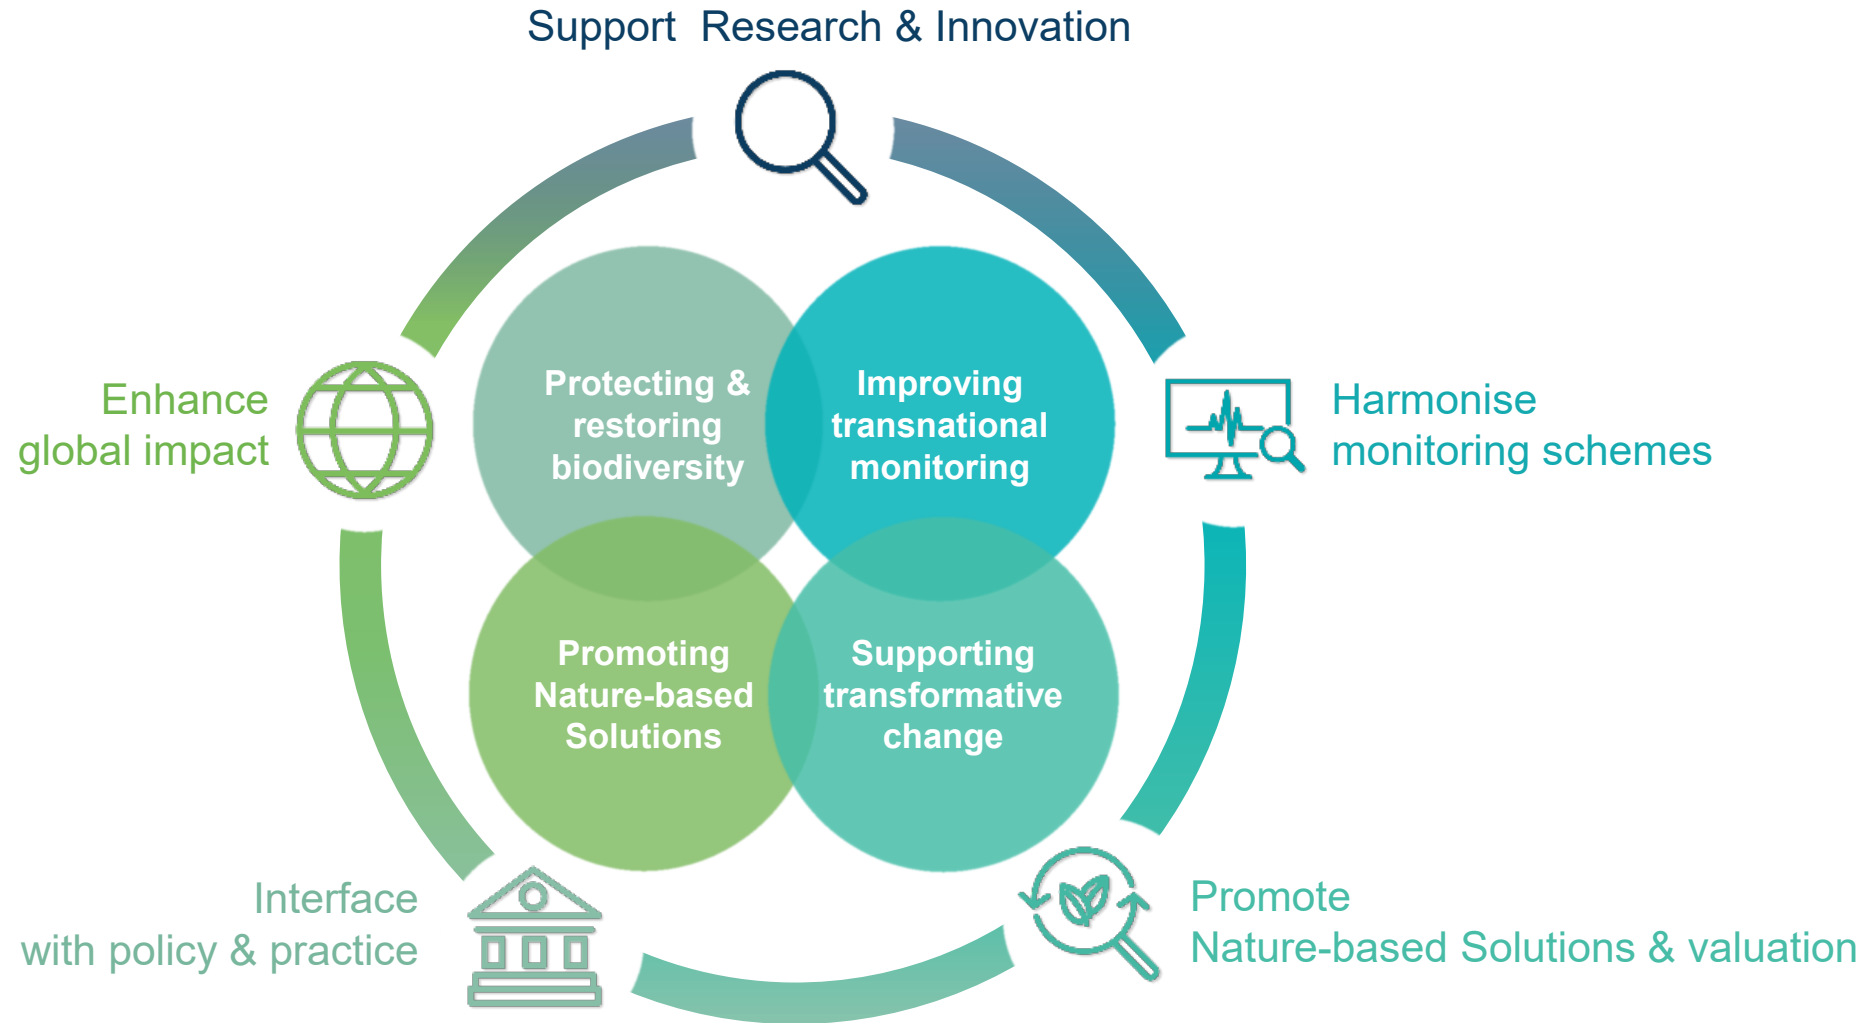 Support Research & Innovation
Enhance
global impact
Protecting &
restoring
biodiversity
Improving
transnational
monitoring
Harmonise
monitoring schemes
Promoting
Nature-based
Solutions
Supporting
transformative
change
Interface
with policy & practice
Promote
Nature-based Solutions & valuation